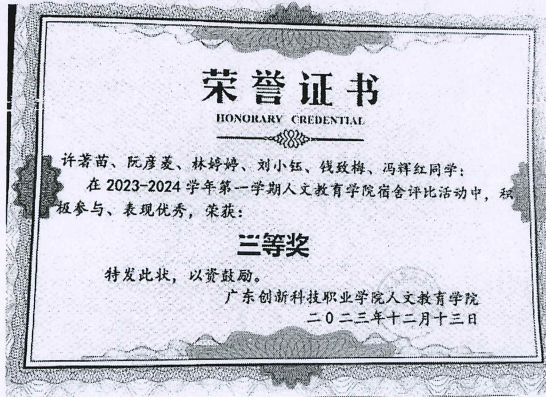 荣誉证书
HONORARY CREDENTIAL
许著苗、阮彦菱、林婷婷、刘小钰、钱致梅、冯辉红同学：
在2023-2024学年第一学期人文教育学院宿舍评比活动中，积
极参与、表现优秀，荣获：
三等奖
特发此状，以资鼓励。
广东创新科技职业学院人文教育学院
二〇二三年十二月十三日